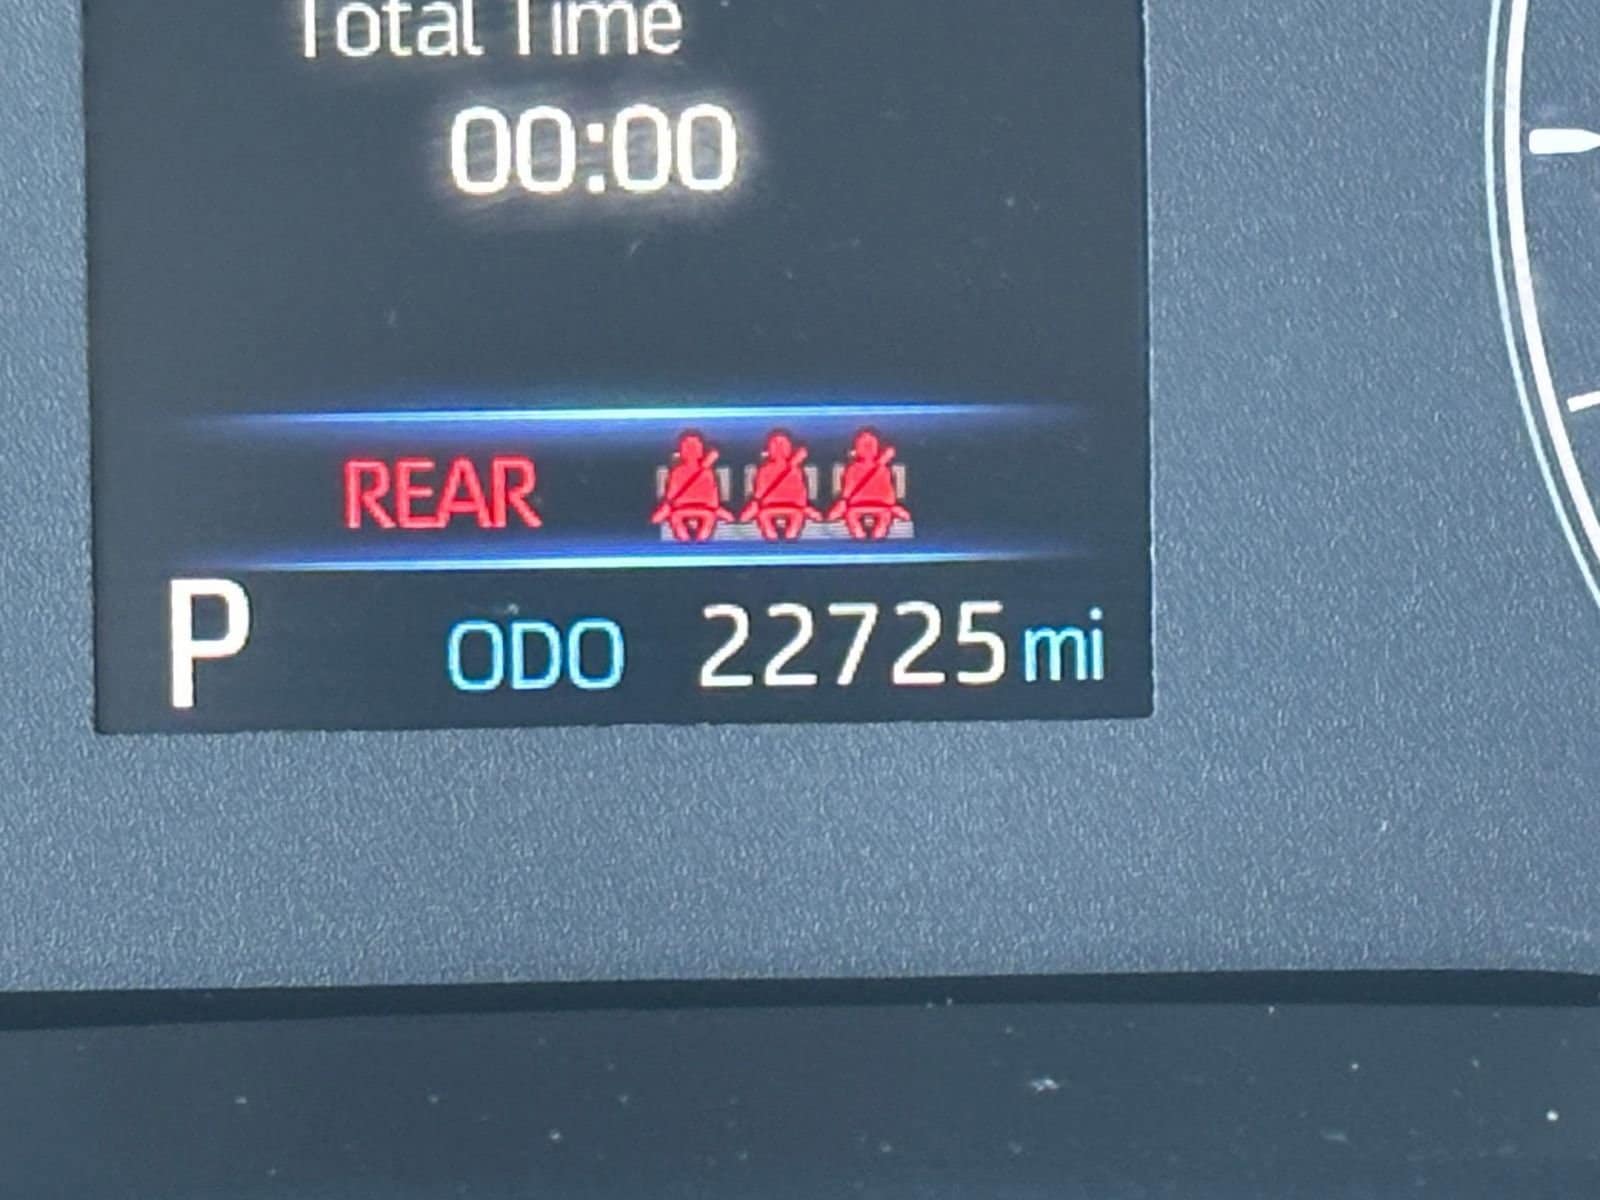 Total Time
00:00
REAR
P ODO 22725 mi